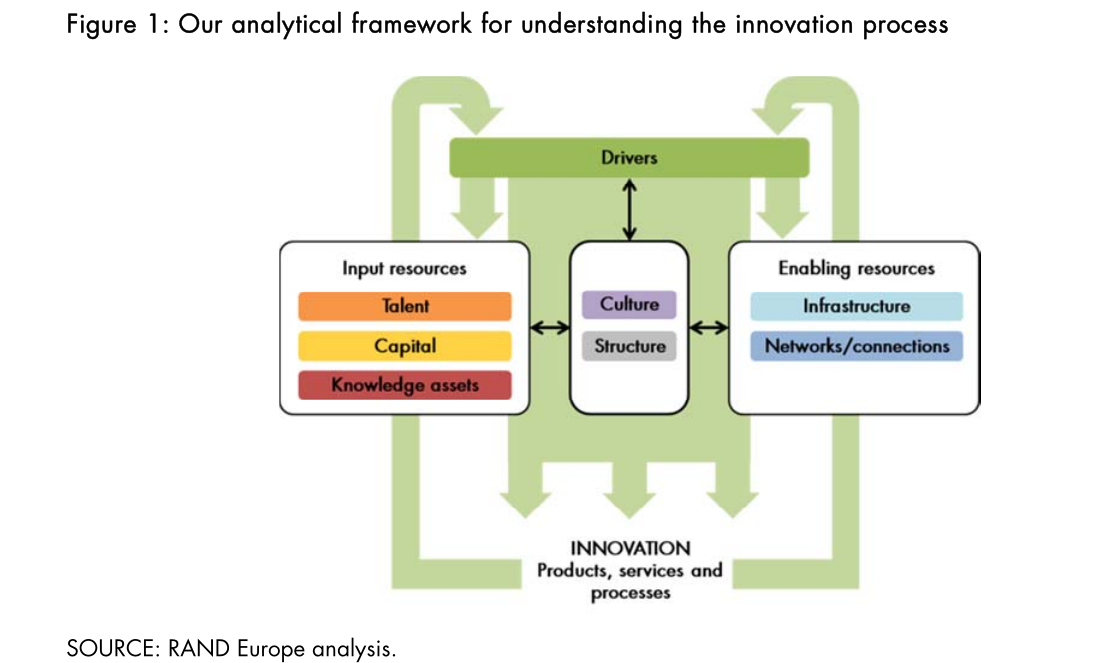 Figure 1: Our analytical framework for understanding the innovation process
Drivers
Input resources
Talent
Capital
Knowledge assets
Culture
Structure
Enabling resources
Infrastructure
Networks/connections
INNOVATION
Products, services and
processes
SOURCE: RAND Europe analysis.